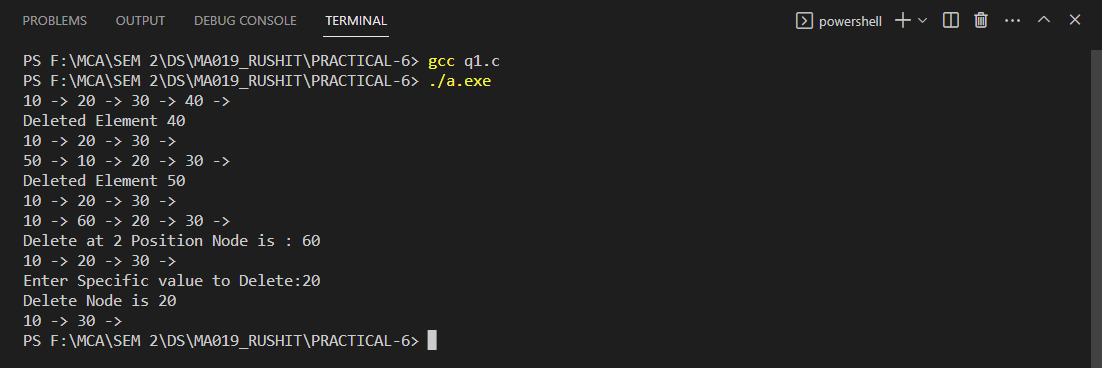 PROBLEMS OUTPUT DEBUG CONSOLE TERMINAL powershell
PS F:\MCA\SEM 2\DS\MA019_RUSHIT\PRACTICAL-6> gcc q1.c
PS F:\MCA\SEM 2\DS\MA019_RUSHIT\PRACTICAL-6> ./a.exe
10 -> 20 -> 30 -> 40 ->
Deleted Element 40
10 -> 20 -> 30 ->
50 -> 10 -> 20 -> 30 ->
Deleted Element 50
10 -> 20 -> 30 ->
10 -> 60 -> 20 -> 30 ->
Delete at 2 Position Node is : 60
10 -> 20 -> 30 ->
Enter Specific value to Delete:20
Delete Node is 20
10 -> 30 ->
PS F:\MCA\SEM 2\DS\MA019_RUSHIT\PRACTICAL-6>